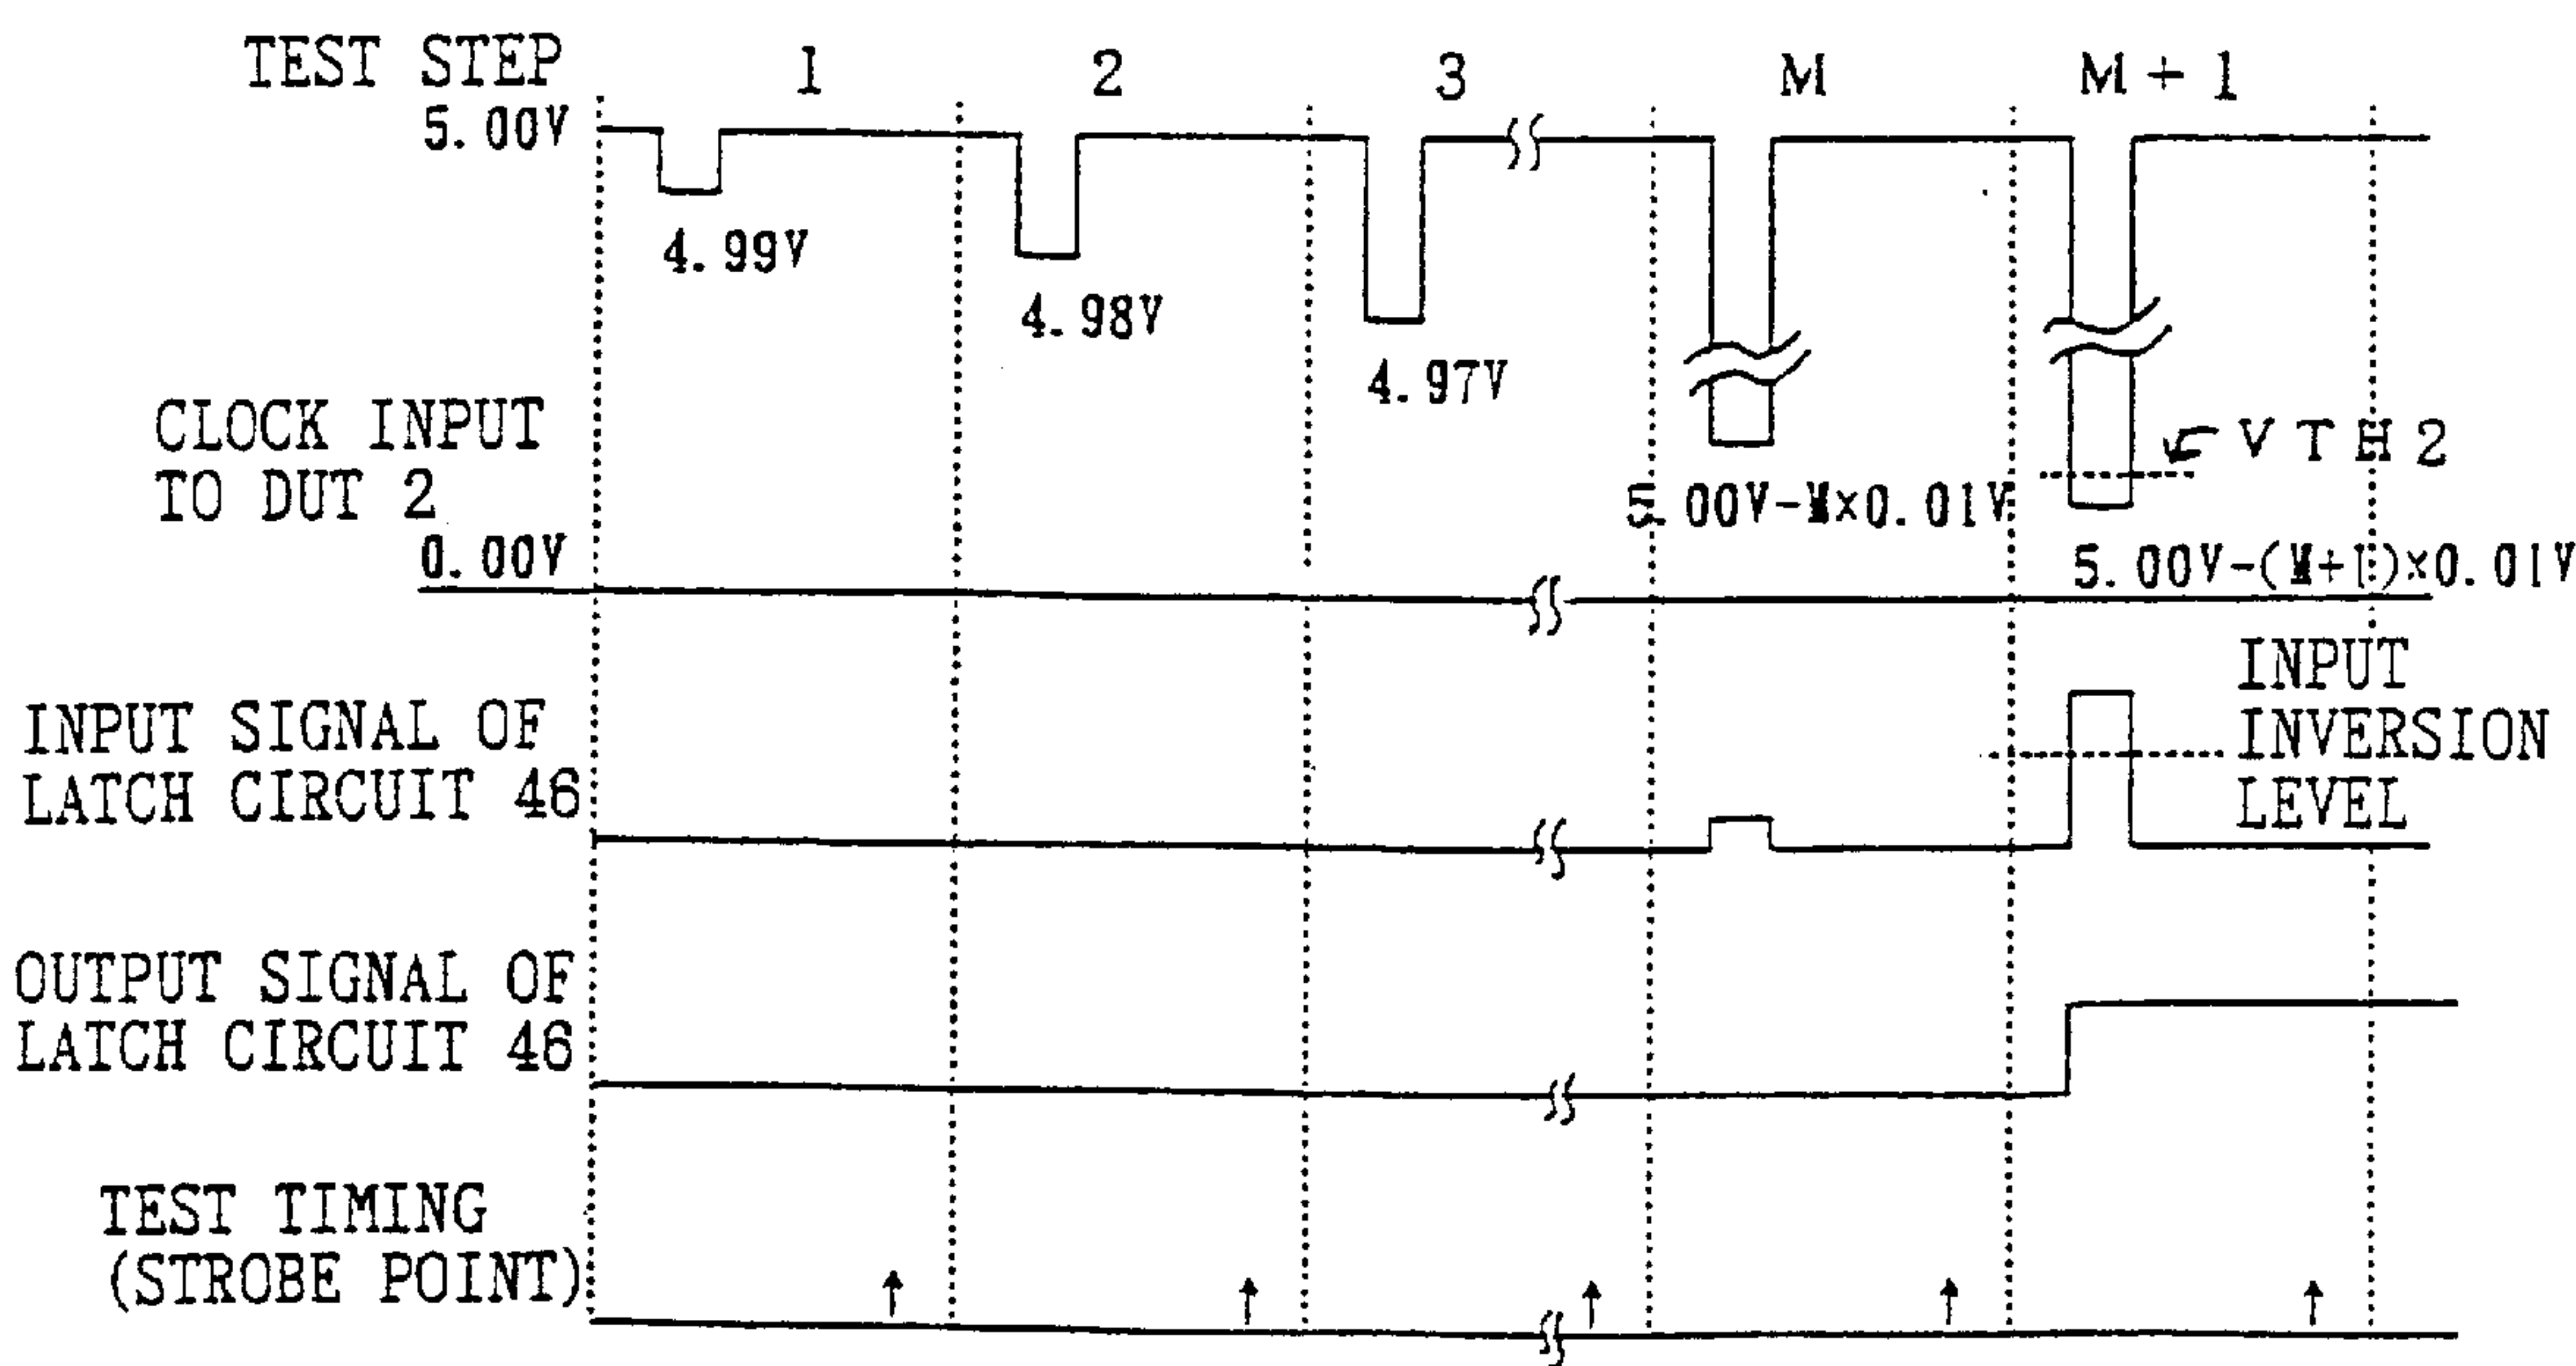 TEST STEP 1 2 3 M M + 1
5.00V
4.99V
4.98V
4.97V
CLOCK INPUT
TO DUT 2
VTH2
5.00V-M×0.01V
0.00V
5.00V-(M+1)×0.01V
INPUT SIGNAL OF
LATCH CIRCUIT 46
INPUT
INVERSION
LEVEL
OUTPUT SIGNAL OF
LATCH CIRCUIT 46
TEST TIMING
(STROBE POINT)